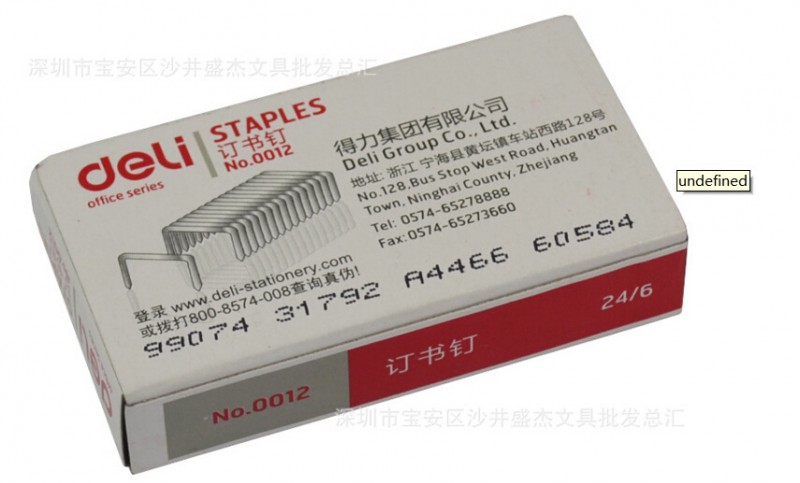 深圳市宝安区沙井盛杰文具批发总汇
deli
office series
STAPLES
订书钉
No.0012
得力集团有限公司
Deli Group Co., Ltd.
地址: 浙江 宁海县黄坛镇车站西路128号
No.128.Bus Stop West Road, Huangtan
Town, Ninghai County, Zhejiang
Tel: 0574-65278888
Fax:0574-65273660
登录 www.deli-stationery.com
或拨打800-8574-008查询真伪!
99074 31792 A4466 60584
undefined
No.0012
订书钉
24/6
深圳市宝安区沙井盛杰文具批发总汇